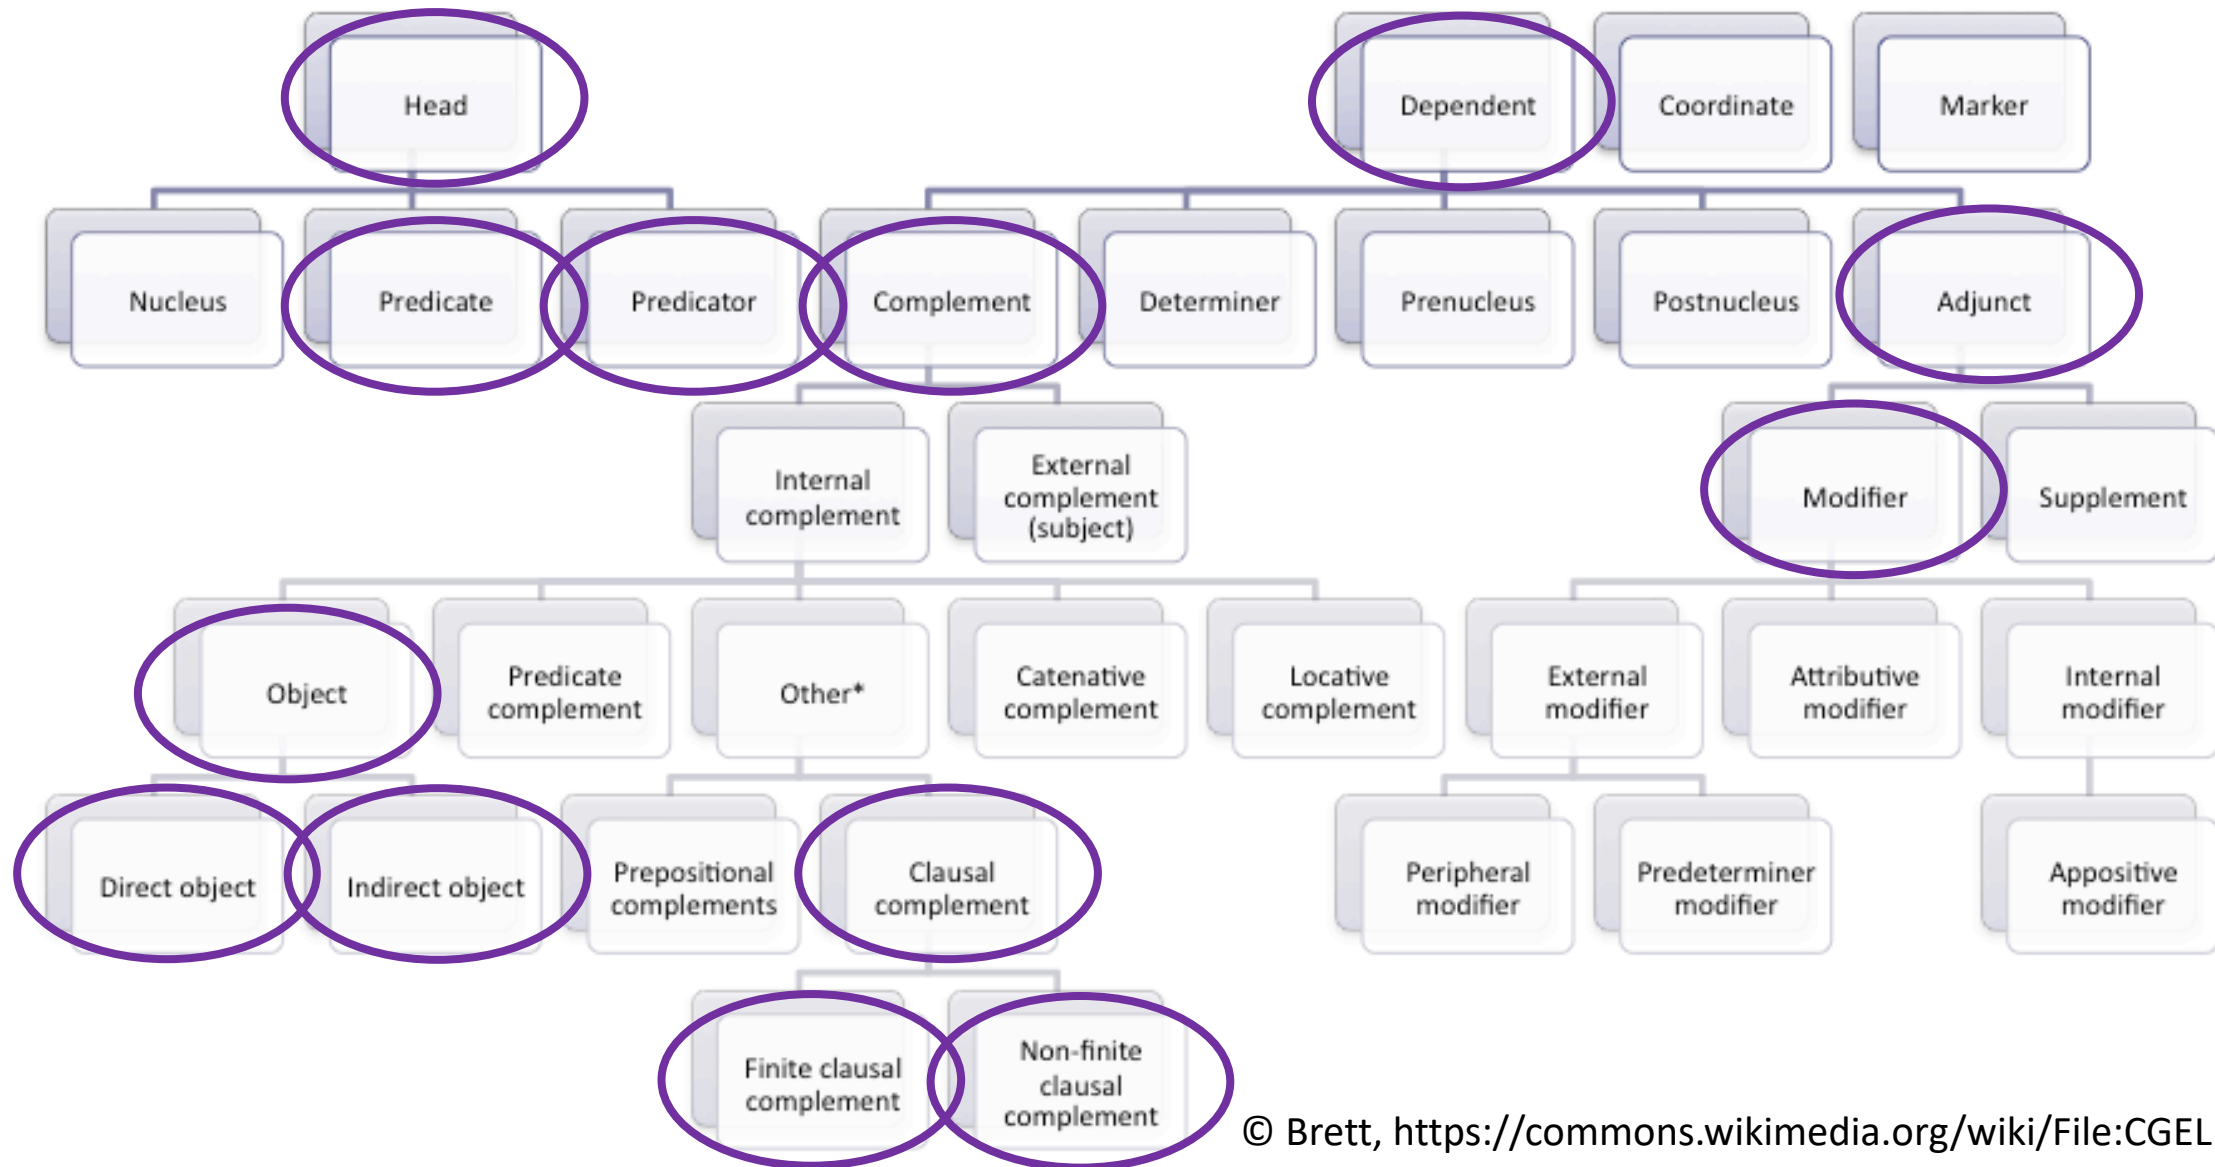 Head
Dependent
Coordinate
Marker
Nucleus
Predicate
Predicator
Complement
Determiner
Prenucleus
Postnucleus
Adjunct
Internal
complement
External
complement
(subject)
Modifier
Supplement
Object
Predicate
complement
Other*
Catenative
complement
Locative
complement
External
modifier
Attributive
modifier
Internal
modifier
Direct object
Indirect object
Prepositional
complements
Clausal
complement
Peripheral
modifier
Predeterminer
modifier
Appositive
modifier
Finite clausal
complement
Non-finite
clausal
complement
© Brett, https://commons.wikimedia.org/wiki/File:CGEL